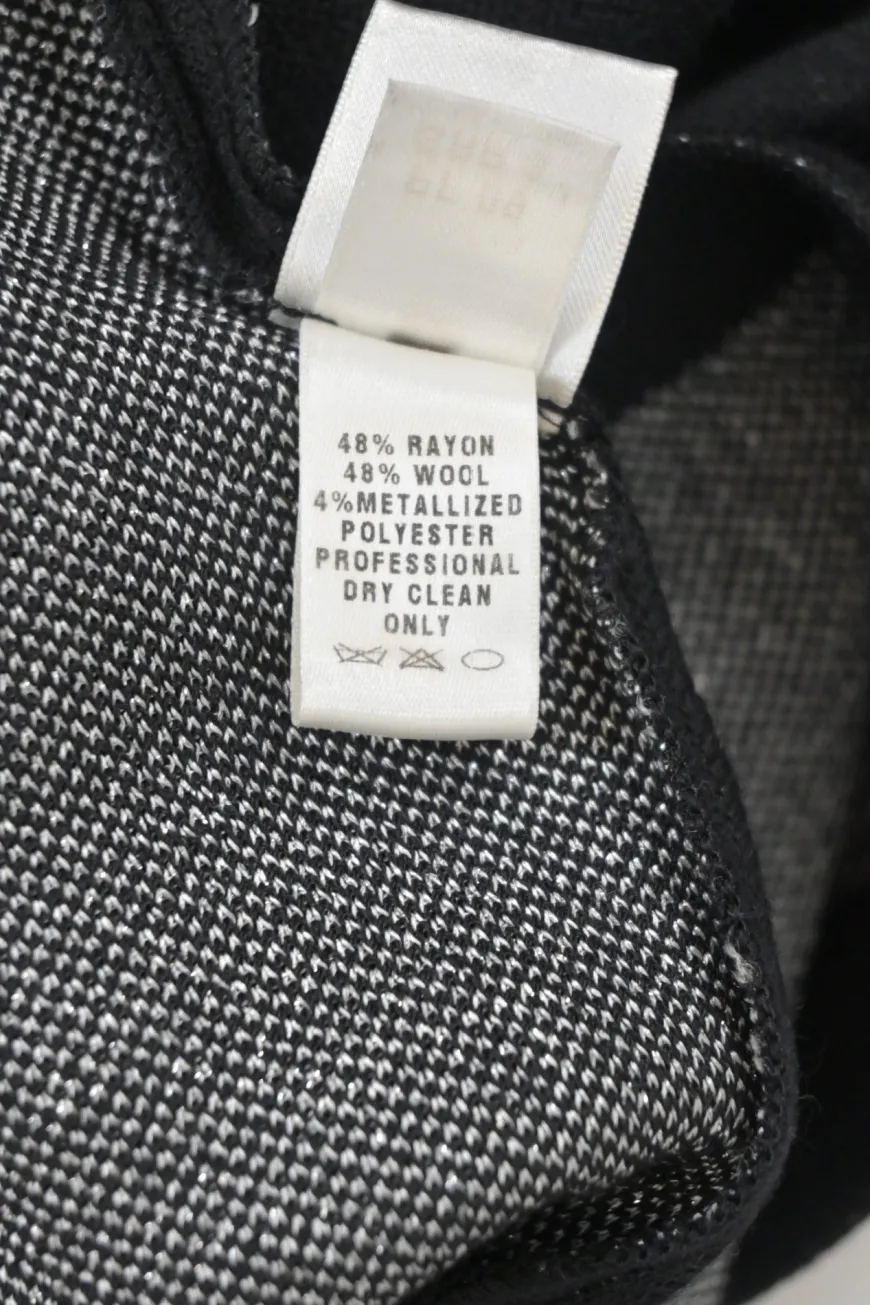 48% RAYON
48% WOOL
4%METALLIZED
POLYESTER
PROFESSIONAL
DRY CLEAN
ONLY